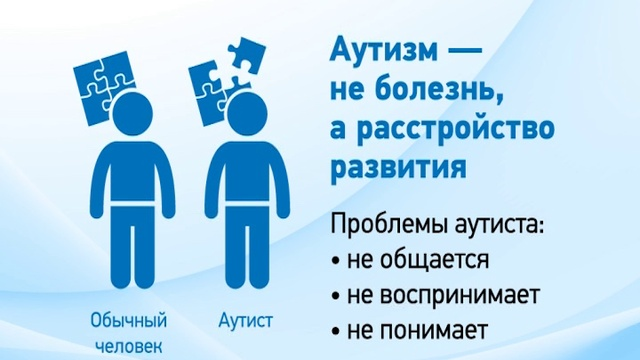 Аутизм —
не болезнь,
а расстройство
развития
Проблемы аутиста:
• не общается
• не воспринимает
• не понимает
Обычный
человек
Аутист